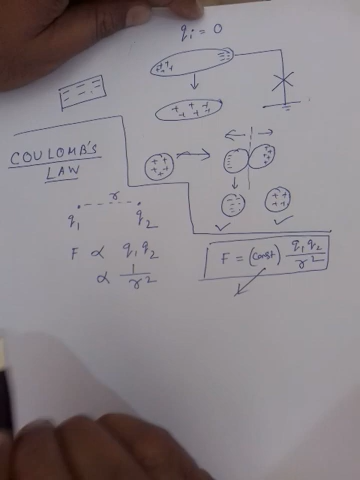 qᵢ = 0
COULOMB'S
LAW
r
q₁ q₂
F ∝ q₁q₂
∝ 1/r²
F = (const) q₁q₂/r²